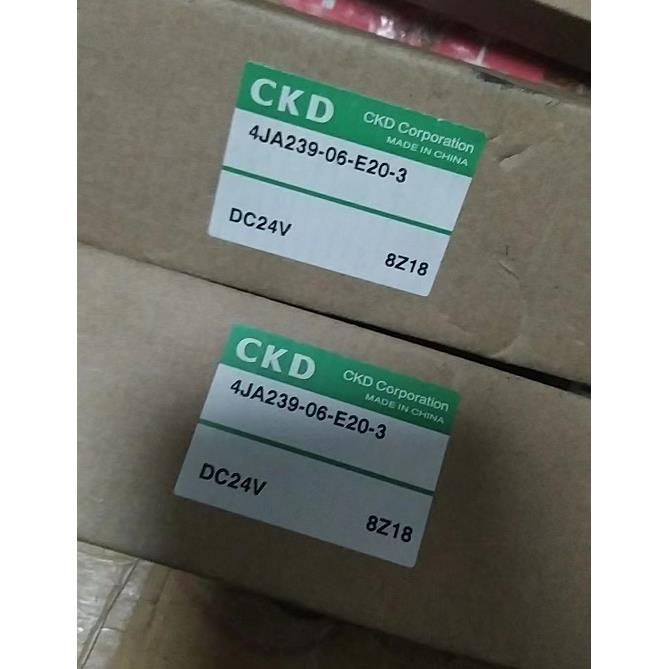 CKD
CKD Corporation
MADE IN CHINA
4JA239-06-E20-3
DC24V
8Z18
CKD
CKD Corporation
MADE IN CHINA
4JA239-06-E20-3
DC24V
8Z18